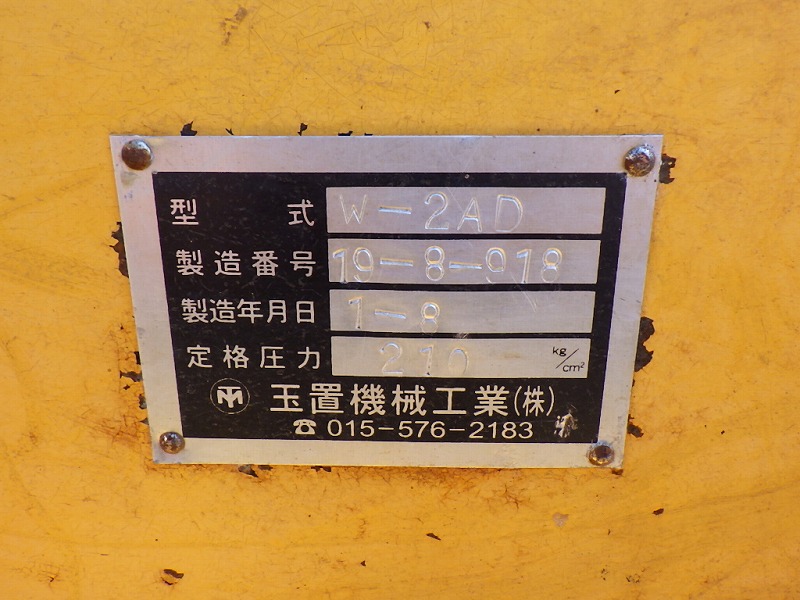 型式 W-2AD
製造番号 19-8-918
製造年月日 1-8
定格圧力 210 kg/cm²
TM 玉置機械工業(株)
☎ 015-576-2183